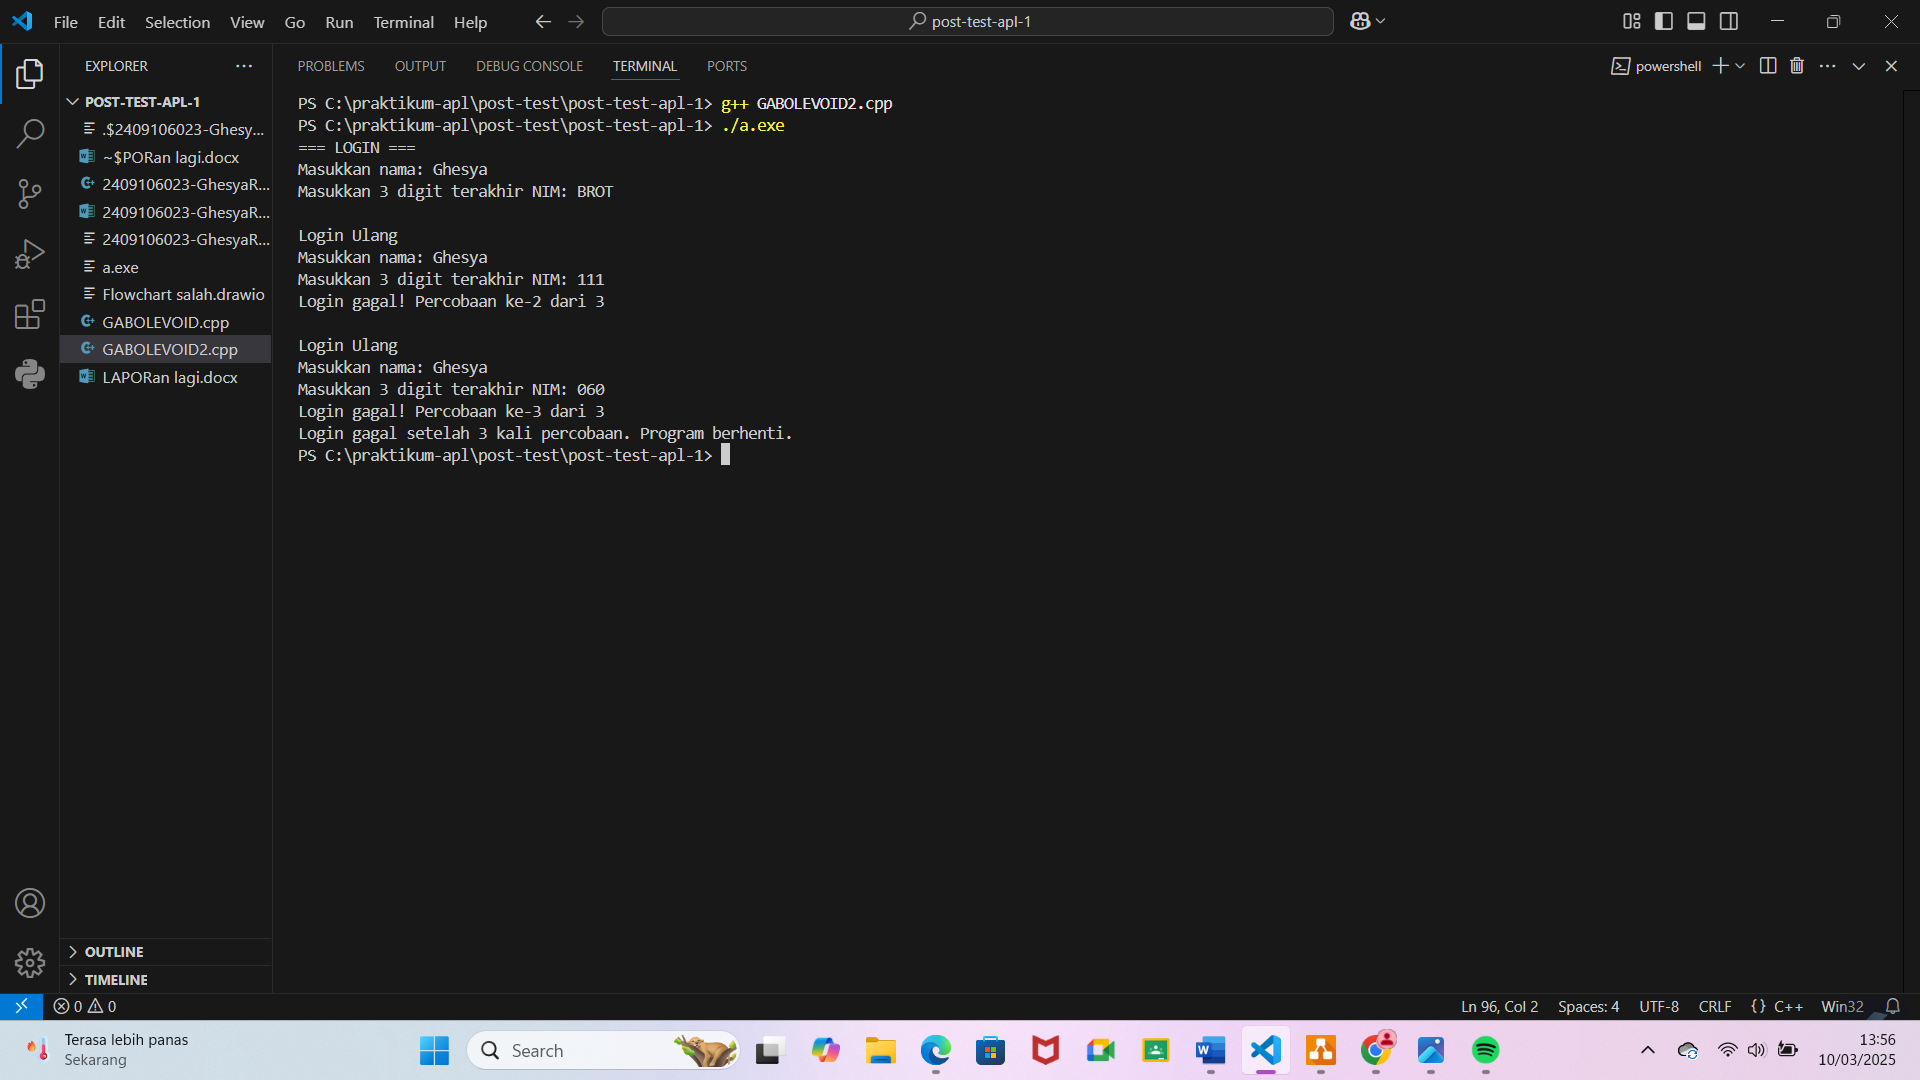 File Edit Selection View Go Run Terminal Help
post-test-apl-1
EXPLORER
POST-TEST-APL-1
.$2409106023-Ghesy...
~$PORan lagi.docx
2409106023-GhesyaR...
2409106023-GhesyaR...
2409106023-GhesyaR...
a.exe
Flowchart salah.drawio
GABOLEVOID.cpp
GABOLEVOID2.cpp
LAPORan lagi.docx
OUTLINE
TIMELINE
PROBLEMS OUTPUT DEBUG CONSOLE TERMINAL PORTS
powershell
PS C:\praktikum-apl\post-test\post-test-apl-1> g++ GABOLEVOID2.cpp
PS C:\praktikum-apl\post-test\post-test-apl-1> ./a.exe
=== LOGIN ===
Masukkan nama: Ghesya
Masukkan 3 digit terakhir NIM: BROT
Login Ulang
Masukkan nama: Ghesya
Masukkan 3 digit terakhir NIM: 111
Login gagal! Percobaan ke-2 dari 3
Login Ulang
Masukkan nama: Ghesya
Masukkan 3 digit terakhir NIM: 060
Login gagal! Percobaan ke-3 dari 3
Login gagal setelah 3 kali percobaan. Program berhenti.
PS C:\praktikum-apl\post-test\post-test-apl-1>
0 0
Ln 96, Col 2 Spaces: 4 UTF-8 CRLF {} C++ Win32
Terasa lebih panas
Sekarang
Search
13:56
10/03/2025